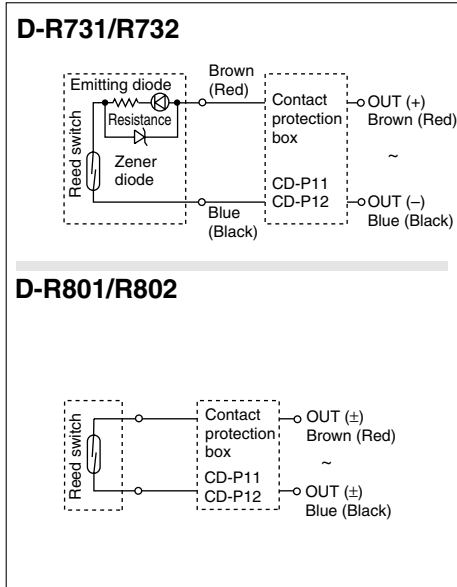 D-R731/R732
Brown
(Red)
Emitting diode
Resistance
Zener
diode
Reed switch
Contact
protection
box
CD-P11
CD-P12
OUT (+)
Brown (Red)
~
OUT (–)
Blue (Black)
Blue
(Black)
D-R801/R802
Reed switch
Contact
protection
box
CD-P11
CD-P12
OUT (±)
Brown (Red)
~
OUT (±)
Blue (Black)